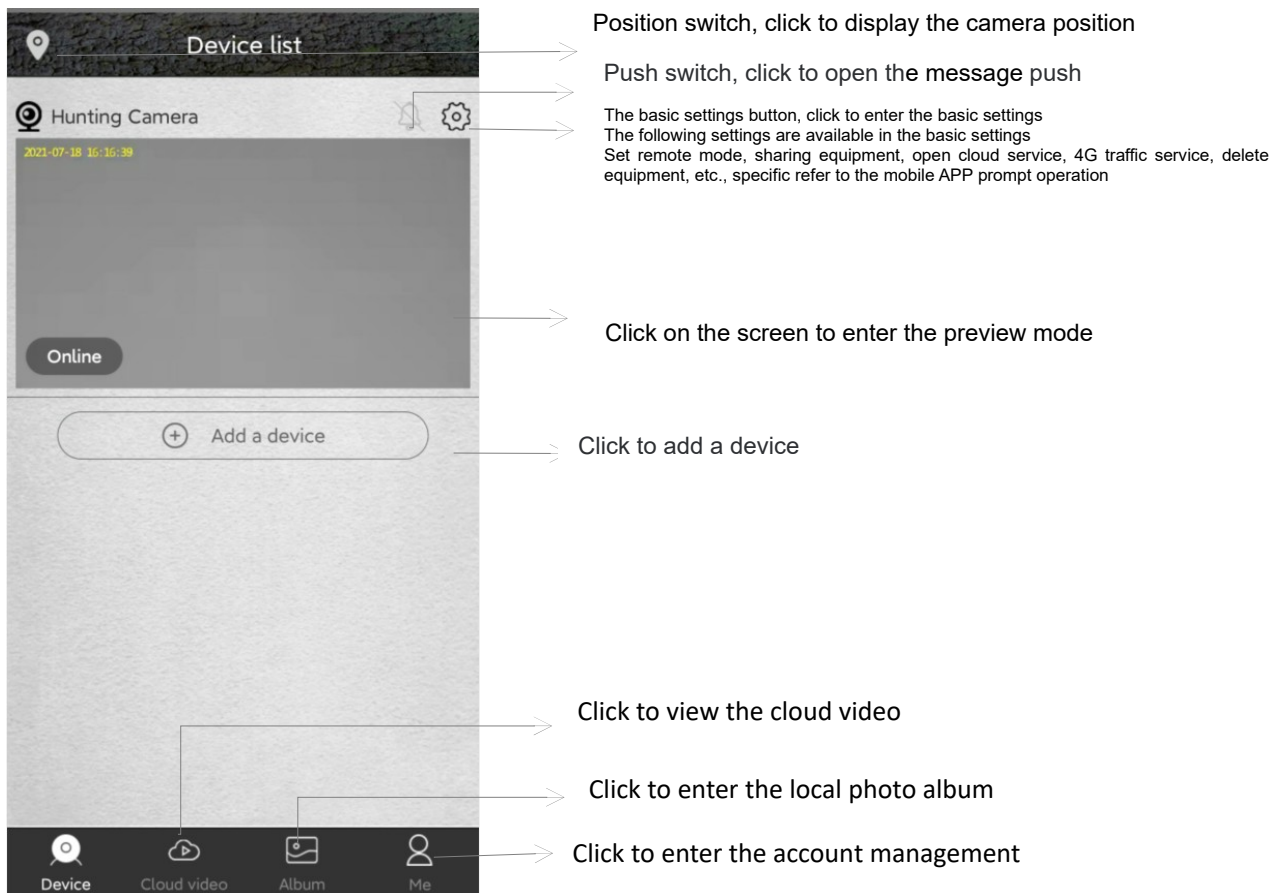 Device list
Position switch, click to display the camera position
Push switch, click to open the message push
Hunting Camera
The basic settings button, click to enter the basic settings
The following settings are available in the basic settings
Set remote mode, sharing equipment, open cloud service, 4G traffic service, delete
equipment, etc., specific refer to the mobile APP prompt operation
2021-07-18 16:16:39
Click on the screen to enter the preview mode
Online
Add a device
Click to add a device
Click to view the cloud video
Click to enter the local photo album
Click to enter the account management
Device
Cloud video
Album
Me